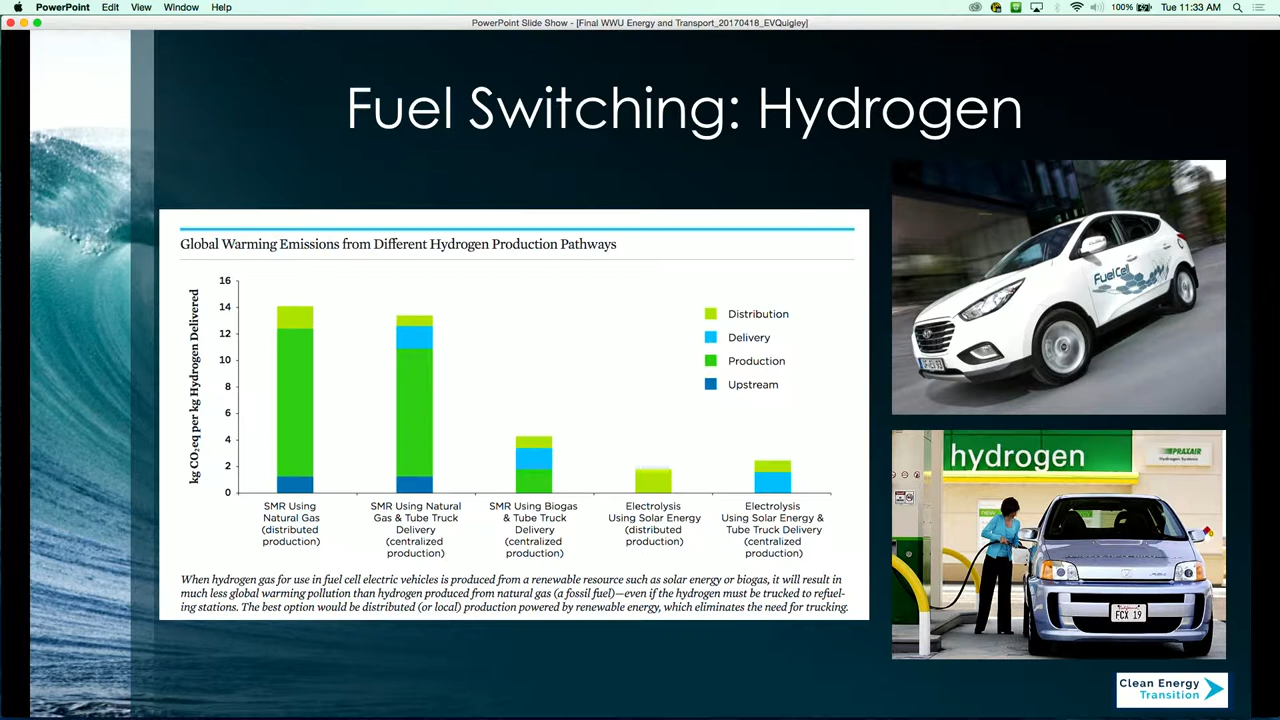 PowerPoint Edit View Window Help
100%
Tue 11:33 AM
PowerPoint Slide Show - [Final WWU Energy and Transport_20170418_EVQuigley]
Fuel Switching: Hydrogen
Global Warming Emissions from Different Hydrogen Production Pathways
kg CO₂eq per kg Hydrogen Delivered
16
14
12
10
8
6
4
2
0
Distribution
Delivery
Production
Upstream
SMR Using
Natural Gas
(distributed
production)
SMR Using Natural
Gas & Tube Truck
Delivery
(centralized
production)
SMR Using Biogas
& Tube Truck
Delivery
(centralized
production)
Electrolysis
Using Solar Energy
(distributed
production)
Electrolysis
Using Solar Energy &
Tube Truck Delivery
(centralized
production)
When hydrogen gas for use in fuel cell electric vehicles is produced from a renewable resource such as solar energy or biogas, it will result in
much less global warming pollution than hydrogen produced from natural gas (a fossil fuel)—even if the hydrogen must be trucked to refuel-
ing stations. The best option would be distributed (or local) production powered by renewable energy, which eliminates the need for trucking.
Fuel Cell
hydrogen
PRAXAIR
Hydrogen Systems
FCX 19
Clean Energy
Transition